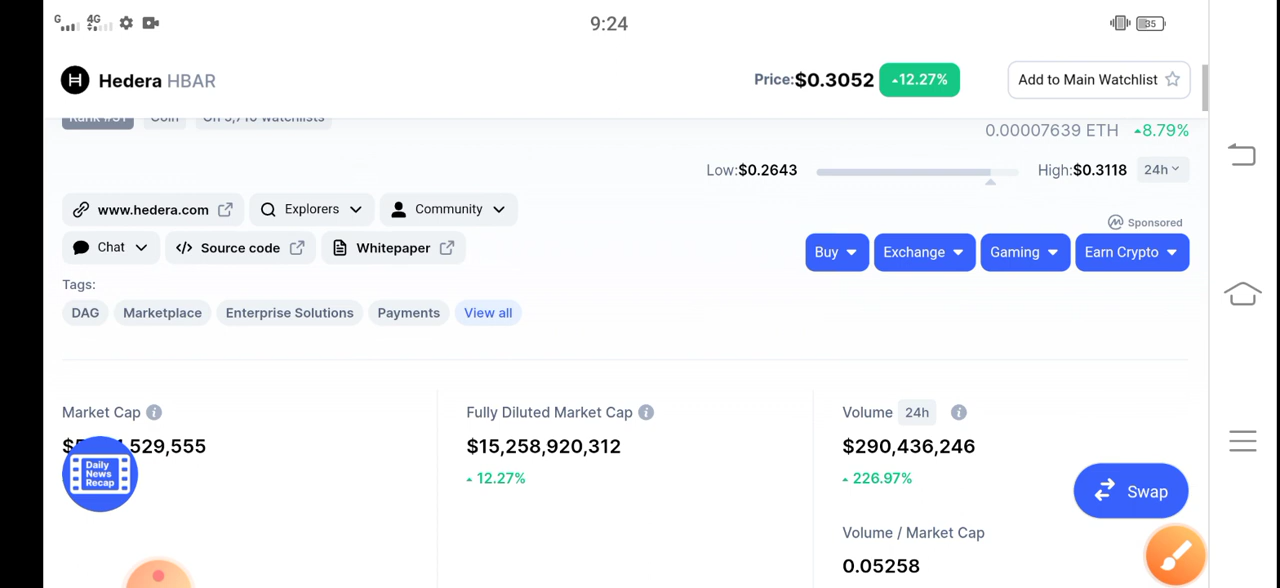 G 4G 9:24 35
Hedera HBAR Price:$0.3052 12.27% Add to Main Watchlist
Coin
0.00007639 ETH 8.79%
Low:$0.2643 High:$0.3118 24h
www.hedera.com Explorers Community
Sponsored
Chat Source code Whitepaper
Buy Exchange Gaming Earn Crypto
Tags:
DAG Marketplace Enterprise Solutions Payments View all
Market Cap Fully Diluted Market Cap Volume 24h
529,555 $15,258,920,312 $290,436,246
Daily
News
Recap
12.27% 226.97%
Swap
Volume / Market Cap
0.05258